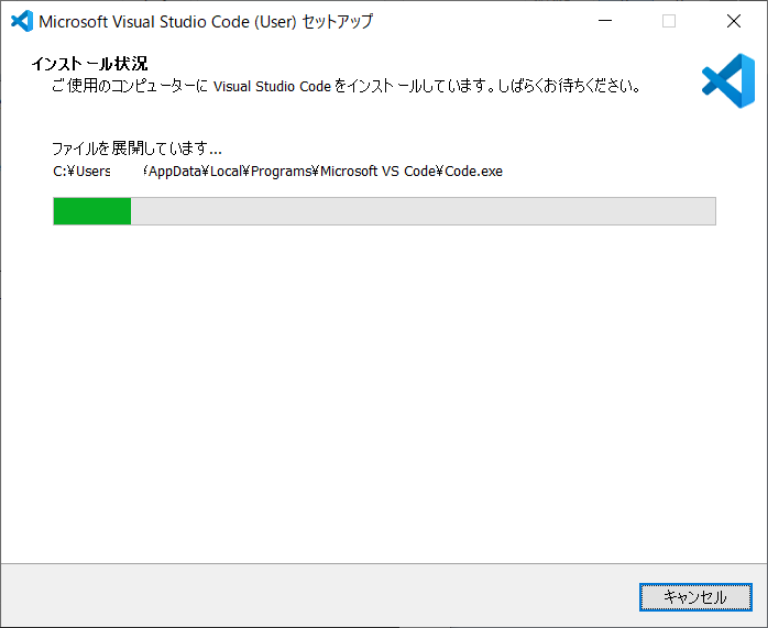 Microsoft Visual Studio Code (User) セットアップ
インストール状況
ご使用のコンピューターに Visual Studio Code をインストールしています。しばらくお待ちください。
ファイルを展開しています...
C:¥Users AppData¥Local¥Programs¥Microsoft VS Code¥Code.exe
キャンセル